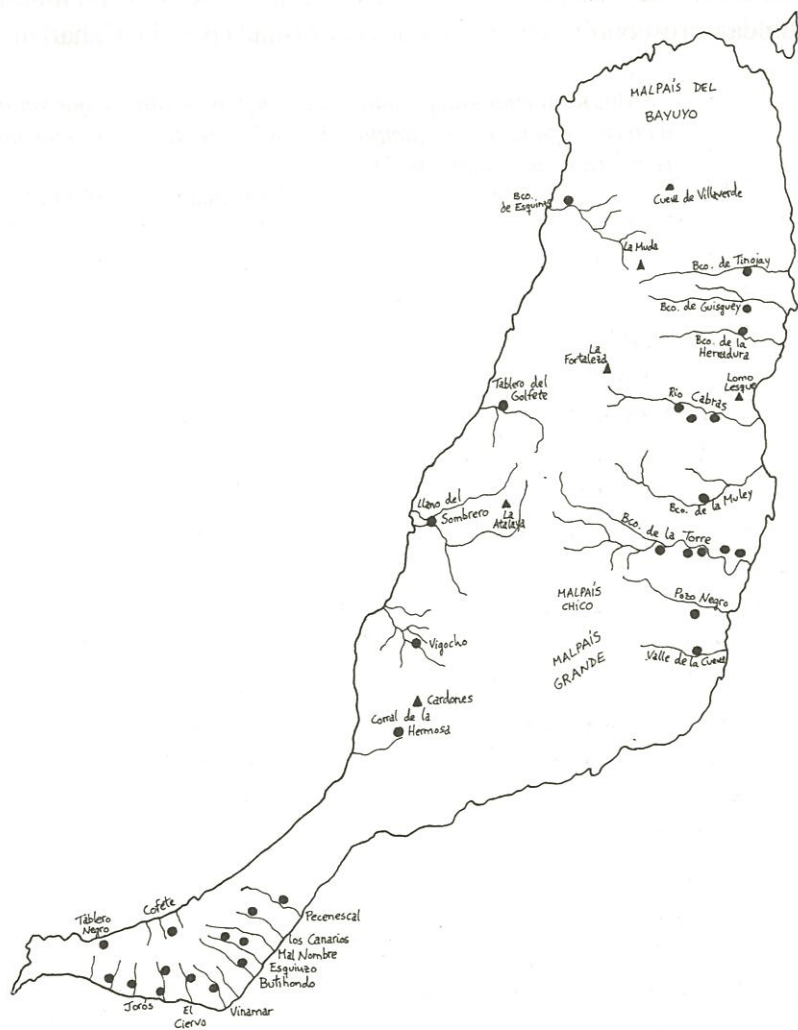 MALPAÍS DEL
BAYUYO
Bco.
de Esquinzo
Cueva de Villaverde
La Muda
Bco. de Tinojay
Bco. de Guisguey
Bco. de la
Herradura
La
Fortaleza
Lomo
Lesque
Tablero del
Golfete
Río Cabras
Llano del
Sombrero
La
Atalaya
Bco. de la Muley
Bco. de la Torre
MALPAÍS
CHICO
Pozo Negro
MALPAÍS
GRANDE
Vigocho
Valle de la Cueva
Cardones
Corral de la
Hermosa
Cofete
Tablero
Negro
Pecenescal
los Canarios
Mal Nombre
Esquinzo
Butihondo
Jorós
El
Ciervo
Vinamar